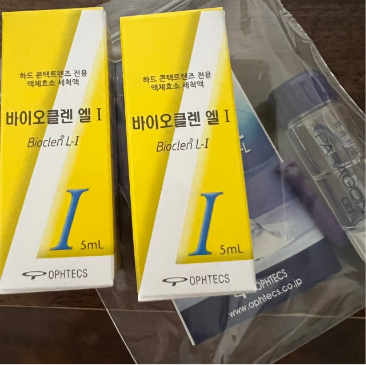 하드 콘택트렌즈 전용
액체효소 세척액
바이오클렌 엘 I
Bioclen® L-I
I
5mL
OPHTECS
하드 콘택트렌즈 전용
액체효소 세척액
바이오클렌 엘 I
Bioclen® L-I
I
5mL
OPHTECS
OPHTECS
www.ophtecs.co.jp